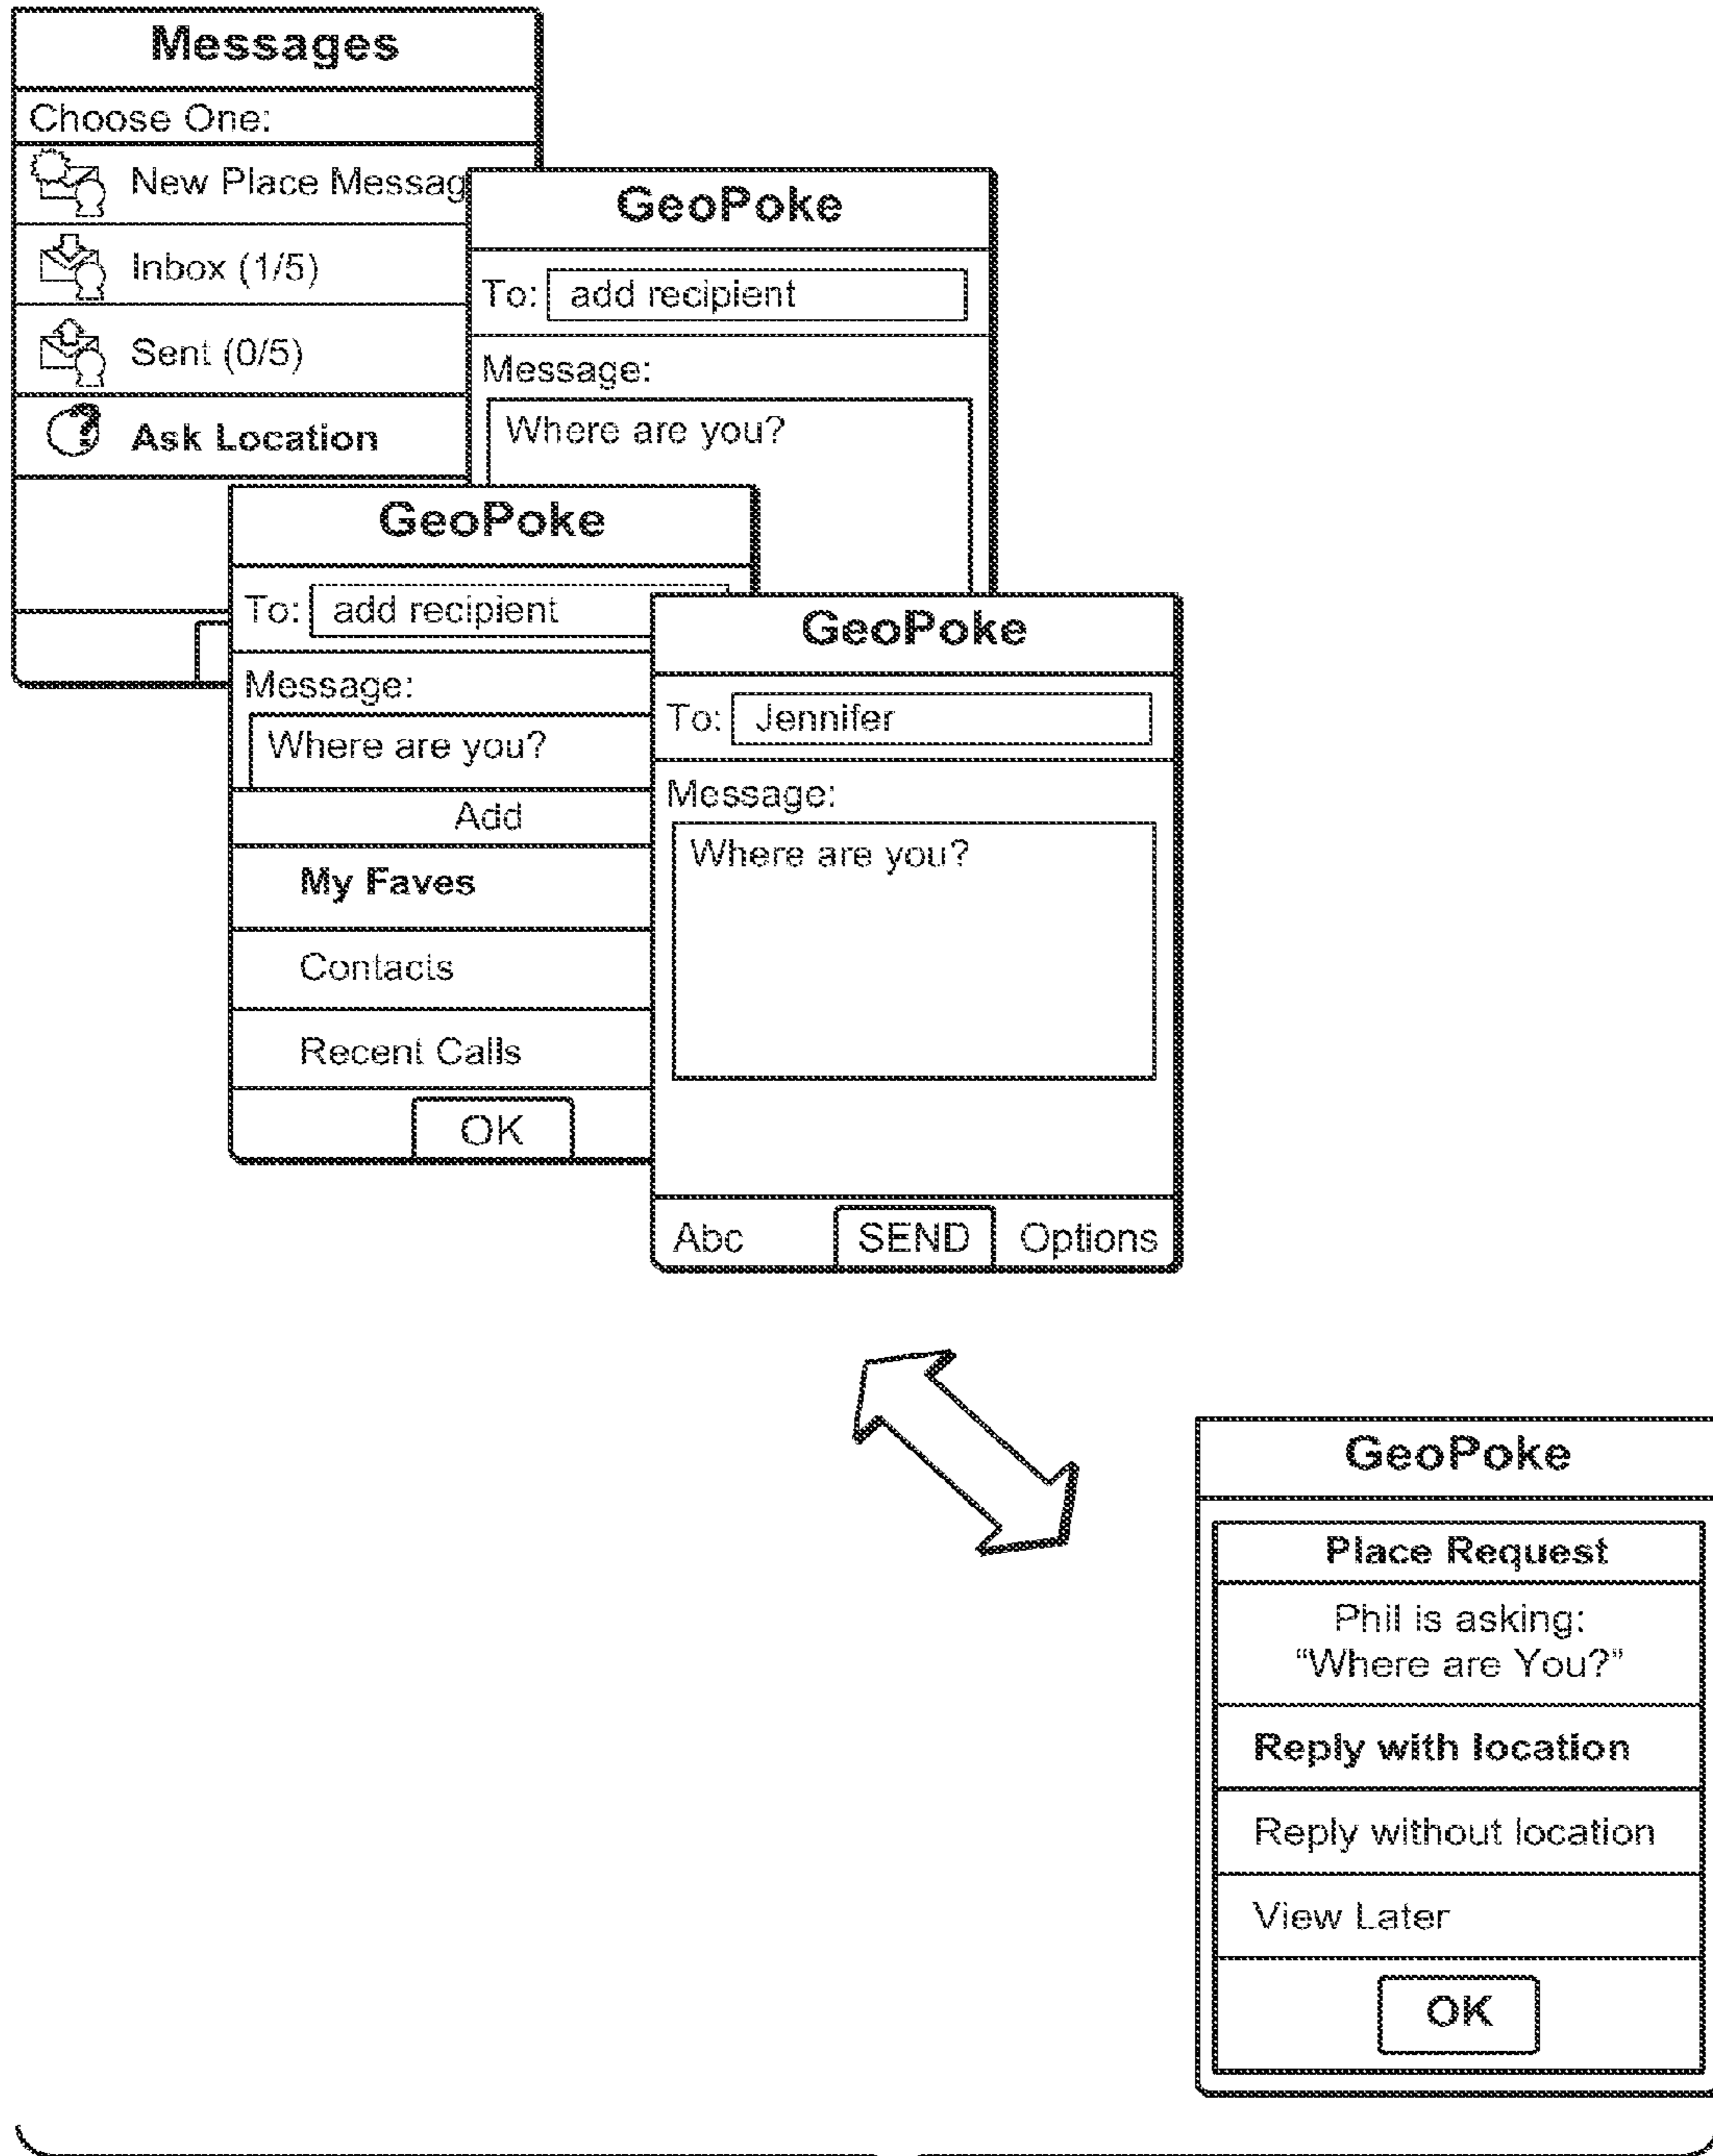 Messages
Choose One:
New Place Messag
Inbox (1/5)
Sent (0/5)
Ask Location
GeoPoke
To: add recipient
Message:
Where are you?
GeoPoke
To: add recipient
Message:
Where are you?
Add
My Faves
Contacts
Recent Calls
OK
GeoPoke
To: Jennifer
Message:
Where are you?
Abc SEND Options
GeoPoke
Place Request
Phil is asking:
“Where are You?”
Reply with location
Reply without location
View Later
OK